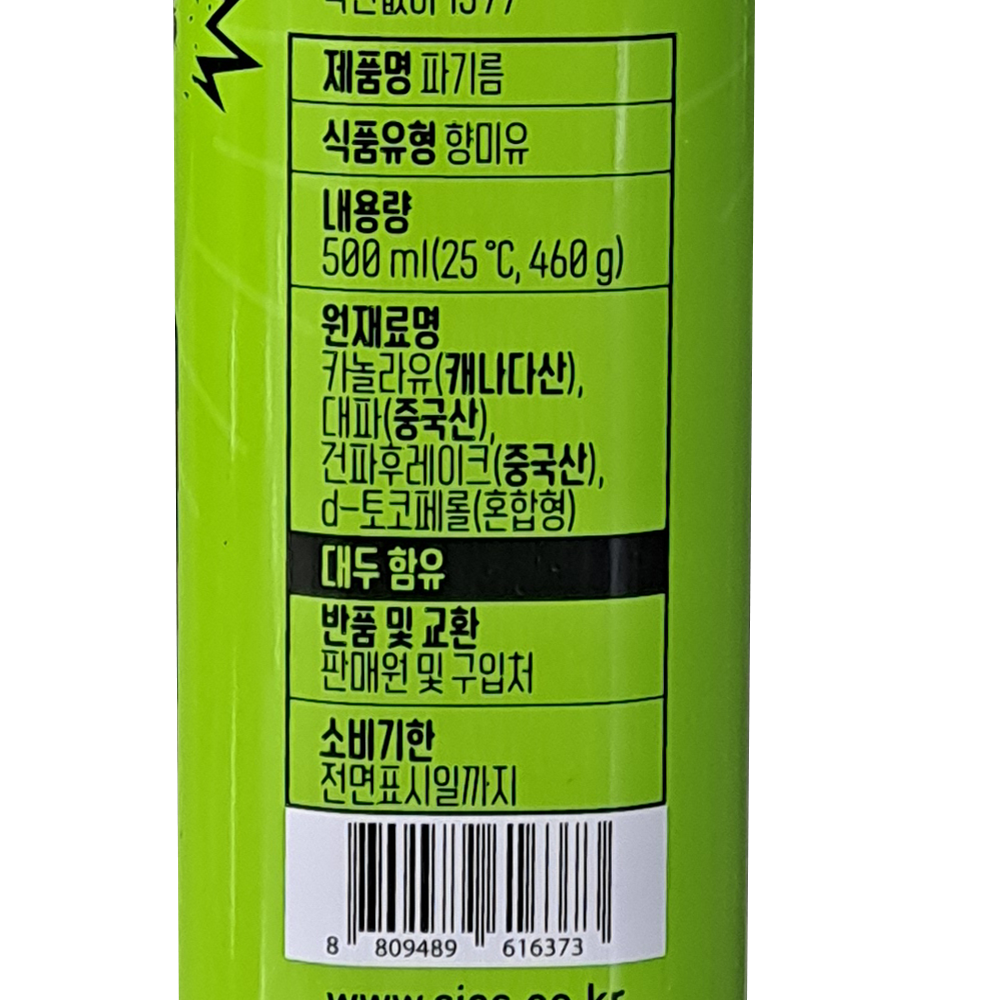 제품명 파기름
식품유형 향미유
내용량
500 ml(25 ℃, 460 g)
원재료명
카놀라유(캐나다산),
대파(중국산),
건파후레이크(중국산),
d-토코페롤(혼합형)
대두 함유
반품 및 교환
판매원 및 구입처
소비기한
전면표시일까지
8 809489 616373